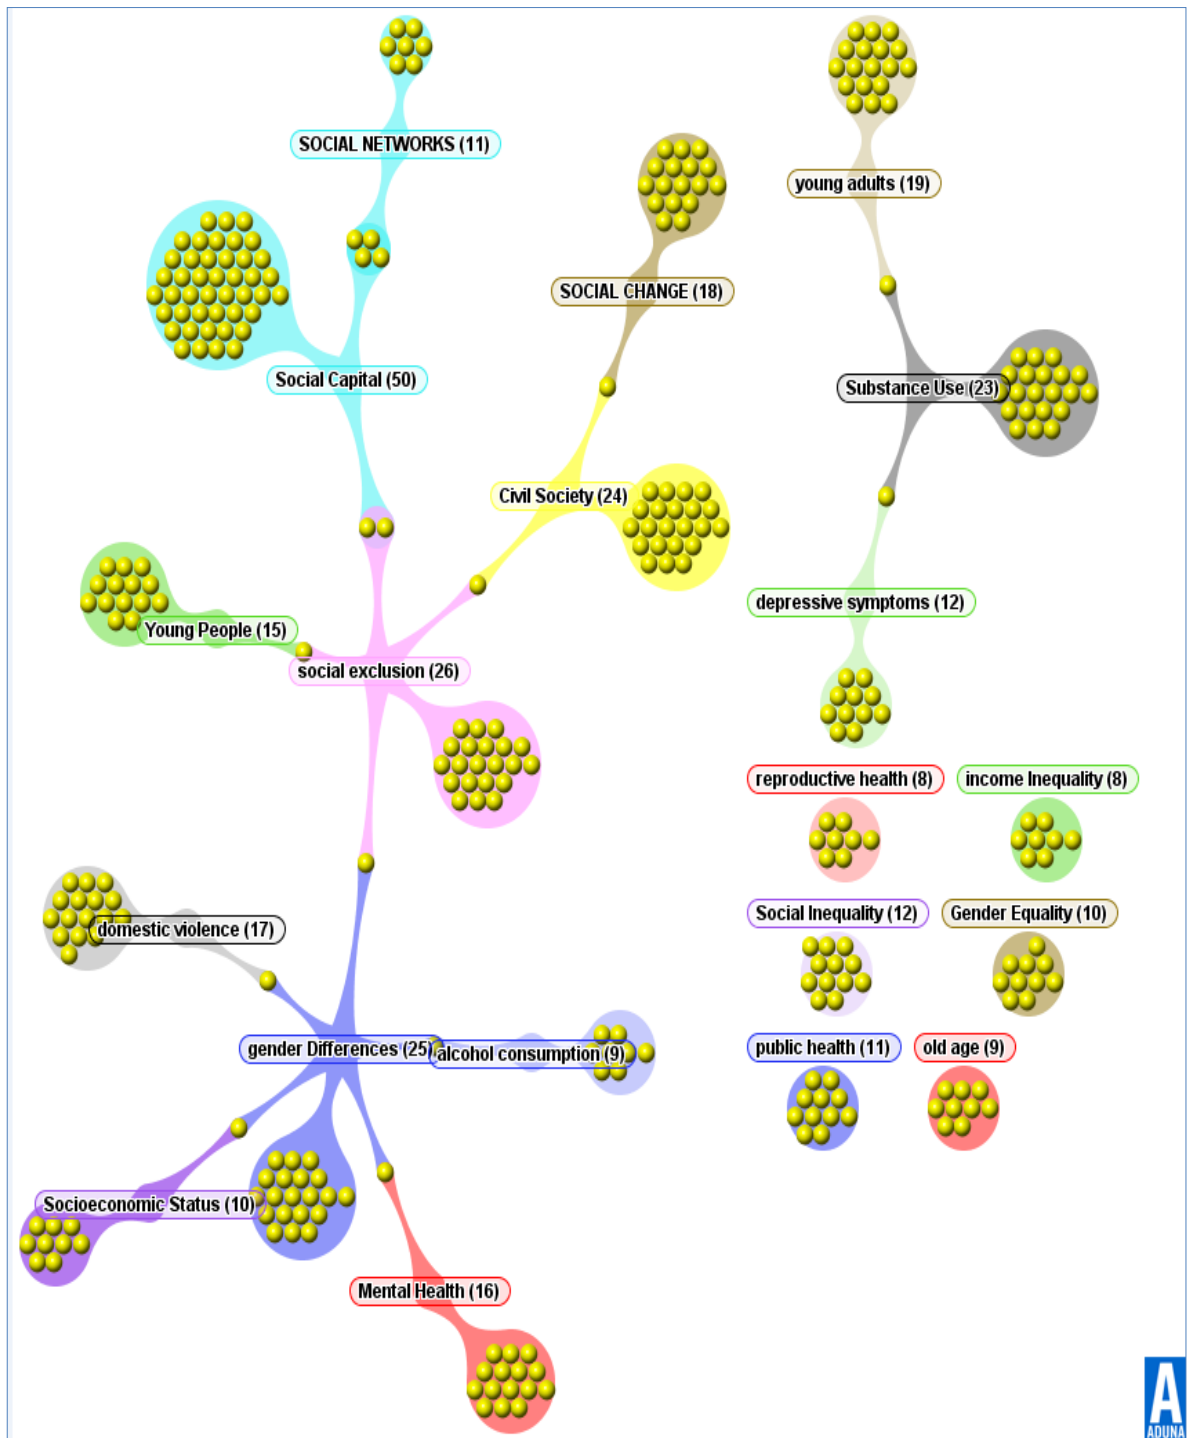 SOCIAL NETWORKS (11)
young adults (19)
SOCIAL CHANGE (18)
Social Capital (50)
Substance Use (23)
Civil Society (24)
depressive symptoms (12)
Young People (15)
social exclusion (26)
reproductive health (8)
income Inequality (8)
Social Inequality (12)
Gender Equality (10)
domestic violence (17)
gender Differences (25)
alcohol consumption (9)
public health (11)
old age (9)
Socioeconomic Status (10)
Mental Health (16)
A
ADUNA